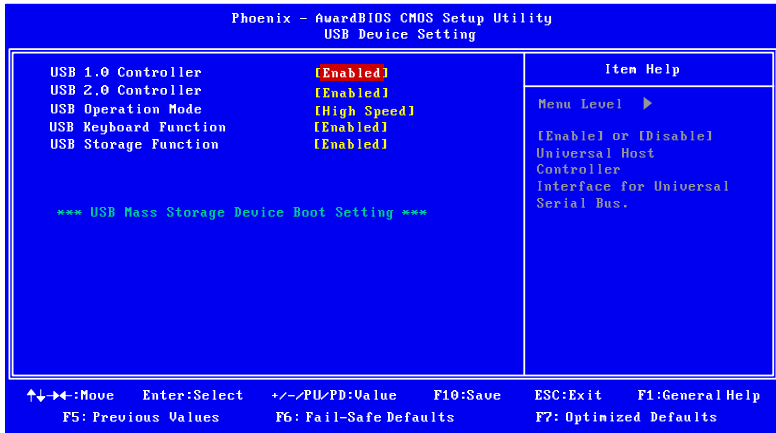 Phoenix - AwardBIOS CMOS Setup Utility
USB Device Setting
USB 1.0 Controller [Enabled]
USB 2.0 Controller [Enabled]
USB Operation Mode [High Speed]
USB Keyboard Function [Enabled]
USB Storage Function [Enabled]
*** USB Mass Storage Device Boot Setting ***
Item Help
Menu Level
[Enable] or [Disable]
Universal Host
Controller
Interface for Universal
Serial Bus.
:Move Enter:Select +/-/PU/PD:Value F10:Save ESC:Exit F1:General Help
F5: Previous Values F6: Fail-Safe Defaults F7: Optimized Defaults